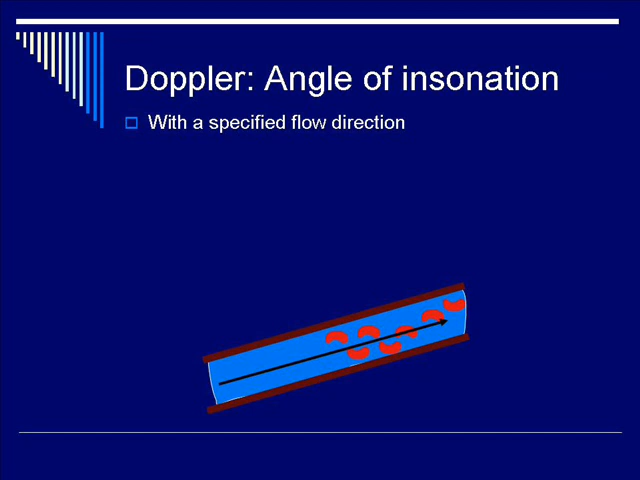 Doppler: Angle of insonation
With a specified flow direction